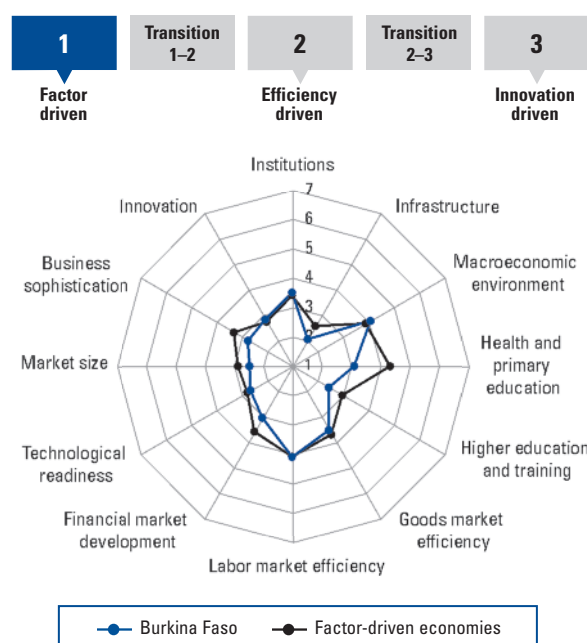 1
Transition
1–2
2
Transition
2–3
3
Factor
driven
Efficiency
driven
Innovation
driven
Institutions
7
Innovation
6
Infrastructure
5
Business
sophistication
Macroeconomic
environment
4
3
2
Market size
1
Health and
primary
education
Technological
readiness
Higher education
and training
Financial market
development
Goods market
efficiency
Labor market efficiency
Burkina Faso
Factor-driven economies